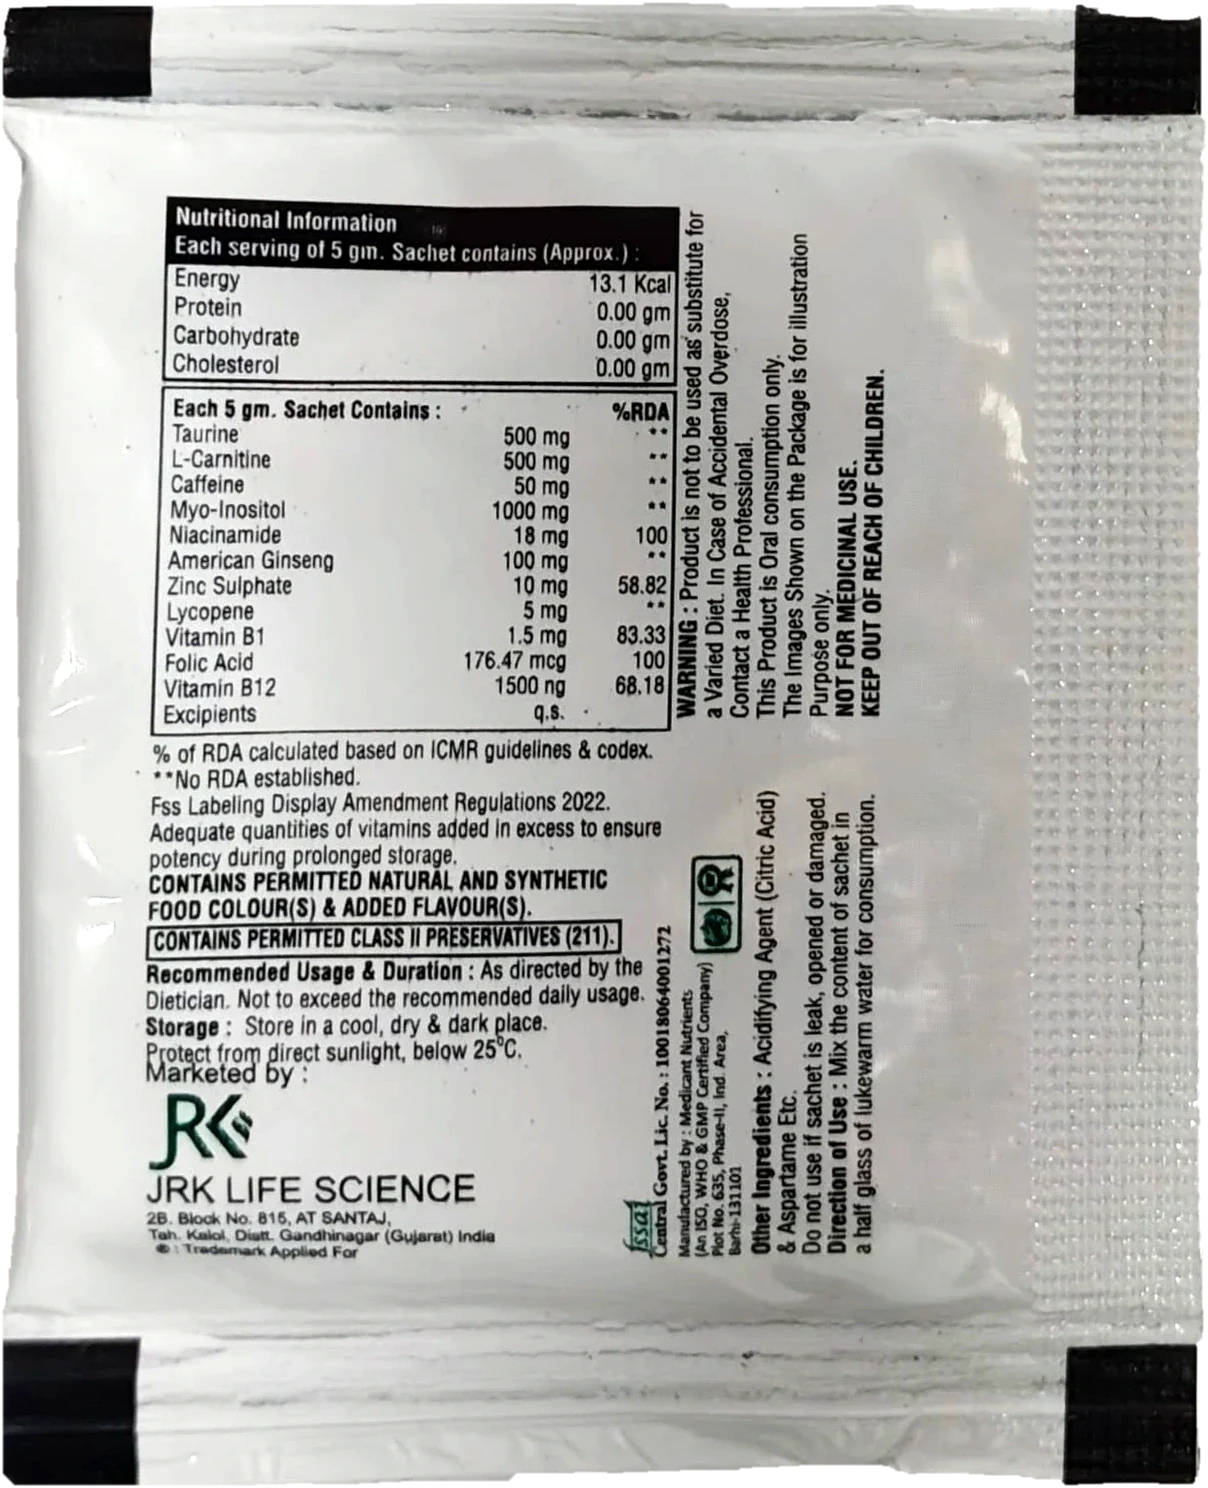 Nutritional Information
Each serving of 5 gm. Sachet contains (Approx.) :
Energy 13.1 Kcal
Protein 0.00 gm
Carbohydrate 0.00 gm
Cholesterol 0.00 gm
Each 5 gm. Sachet Contains : %RDA
Taurine 500 mg **
L-Carnitine 500 mg **
Caffeine 50 mg **
Myo-Inositol 1000 mg **
Niacinamide 18 mg 100
American Ginseng 100 mg **
Zinc Sulphate 10 mg 58.82
Lycopene 5 mg **
Vitamin B1 1.5 mg 83.33
Folic Acid 176.47 mcg 100
Vitamin B12 1500 ng 68.18
Excipients q.s.
% of RDA calculated based on ICMR guidelines & codex.
**No RDA established.
Fss Labeling Display Amendment Regulations 2022.
Adequate quantities of vitamins added in excess to ensure
potency during prolonged storage.
CONTAINS PERMITTED NATURAL AND SYNTHETIC
FOOD COLOUR(S) & ADDED FLAVOUR(S).
CONTAINS PERMITTED CLASS II PRESERVATIVES (211).
Recommended Usage & Duration : As directed by the
Dietician. Not to exceed the recommended daily usage.
Storage : Store in a cool, dry & dark place.
Protect from direct sunlight, below 25°C.
Marketed by :
JRK
JRK LIFE SCIENCE
2B. Block No. 815, AT SANTAJ,
Teh. Kalol, Distt. Gandhinagar (Gujarat) India
® : Trademark Applied For
WARNING : Product is not to be used as substitute for
a Varied Diet. In Case of Accidental Overdose,
Contact a Health Professional.
This Product is Oral consumption only.
The Images Shown on the Package is for illustration
Purpose only.
NOT FOR MEDICINAL USE.
KEEP OUT OF REACH OF CHILDREN.
fssai
Central Govt. Lic. No. : 10018064001272
Manufactured by : Medicant Nutrients
(An ISO, WHO & GMP Certified Company)
Plot No. 635, Phase-II, Ind. Area,
Barhi-131101
Other Ingredients : Acidifying Agent (Citric Acid)
& Aspartame Etc.
Do not use if sachet is leak, opened or damaged.
Direction of Use : Mix the content of sachet in
a half glass of lukewarm water for consumption.